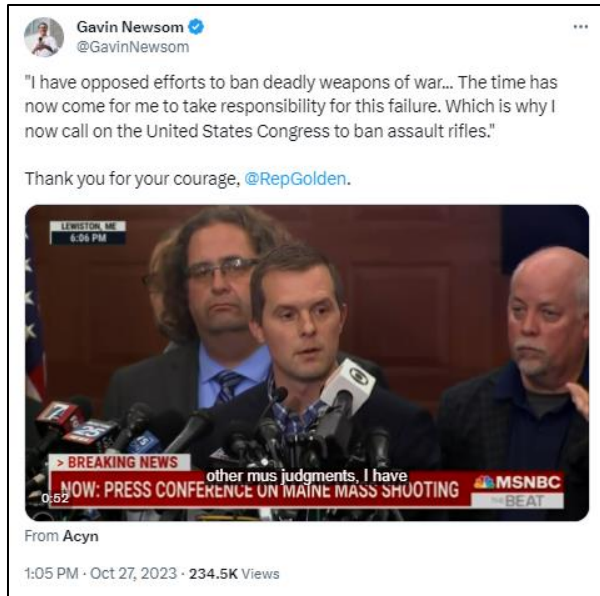 Gavin Newsom
@GavinNewsom
"I have opposed efforts to ban deadly weapons of war... The time has
now come for me to take responsibility for this failure. Which is why I
now call on the United States Congress to ban assault rifles."
Thank you for your courage, @RepGolden.
LEWISTON, ME
6:06 PM
> BREAKING NEWS
other mus judgments, I have
0:52
NOW: PRESS CONFERENCE ON MAINE MASS SHOOTING
MSNBC
THE BEAT
From Acyn
1:05 PM · Oct 27, 2023 · 234.5K Views